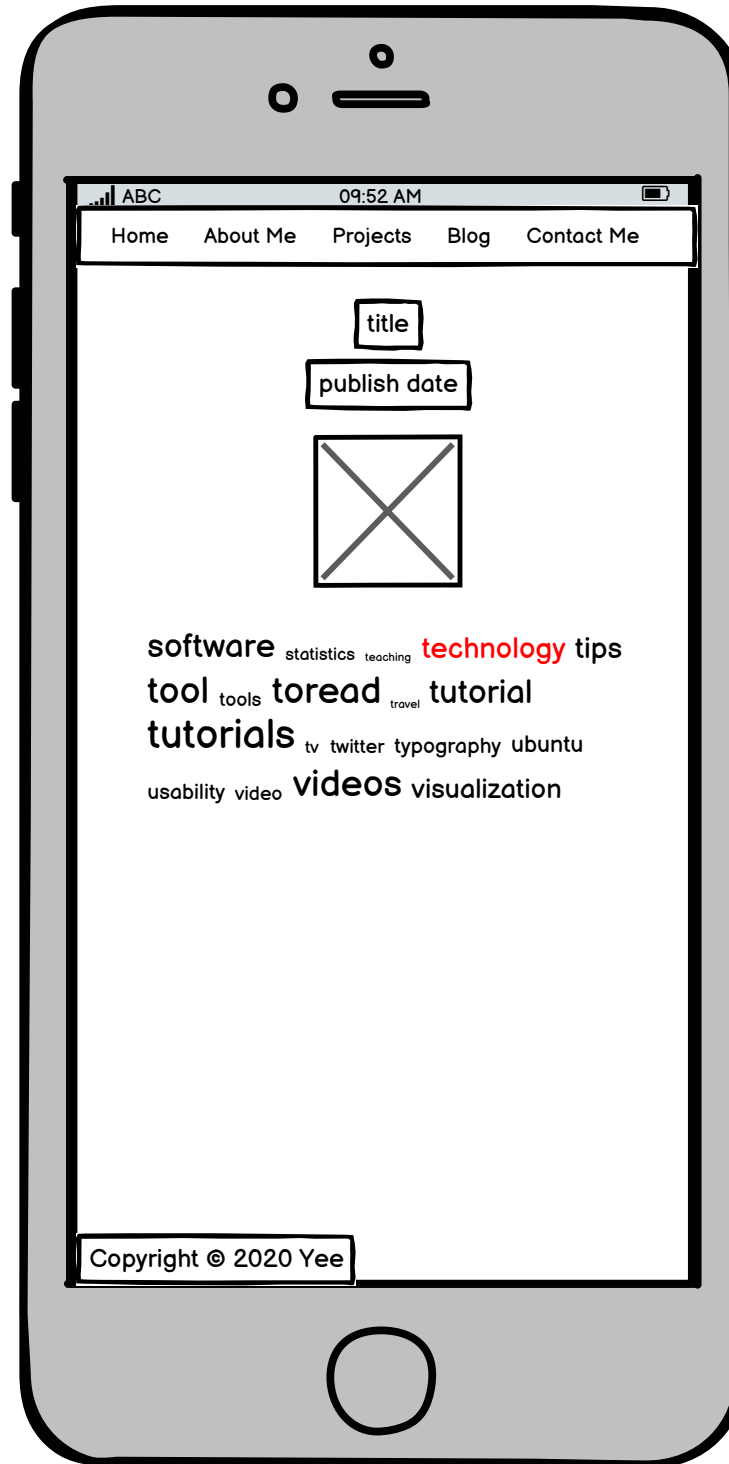 ABC 09:52 AM
Home About Me Projects Blog Contact Me
title
publish date
software statistics teaching technology tips
tool tools toread travel tutorial
tutorials tv twitter typography ubuntu
usability video videos visualization
Copyright © 2020 Yee